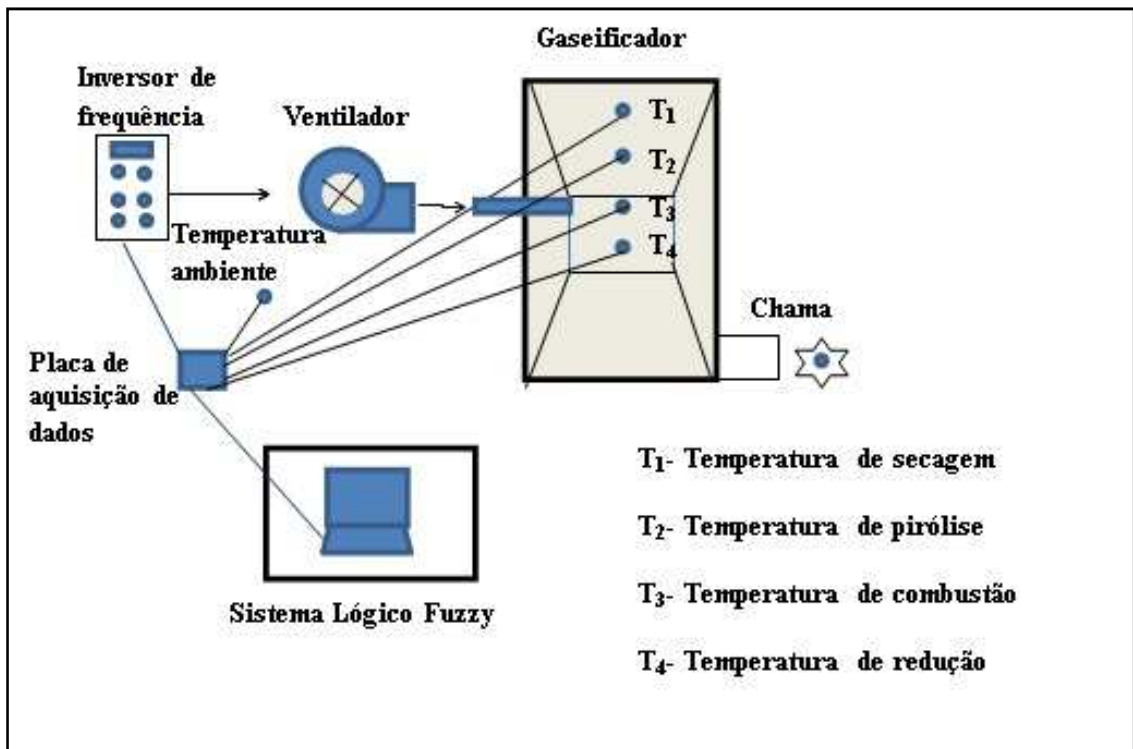 Gaseificador
Inversor de
frequência
Ventilador
T1
T2
T3
T4
Temperatura
ambiente
Chama
Placa de
aquisição de
dados
Sistema Lógico Fuzzy
T1- Temperatura de secagem
T2- Temperatura de pirólise
T3- Temperatura de combustão
T4- Temperatura de redução